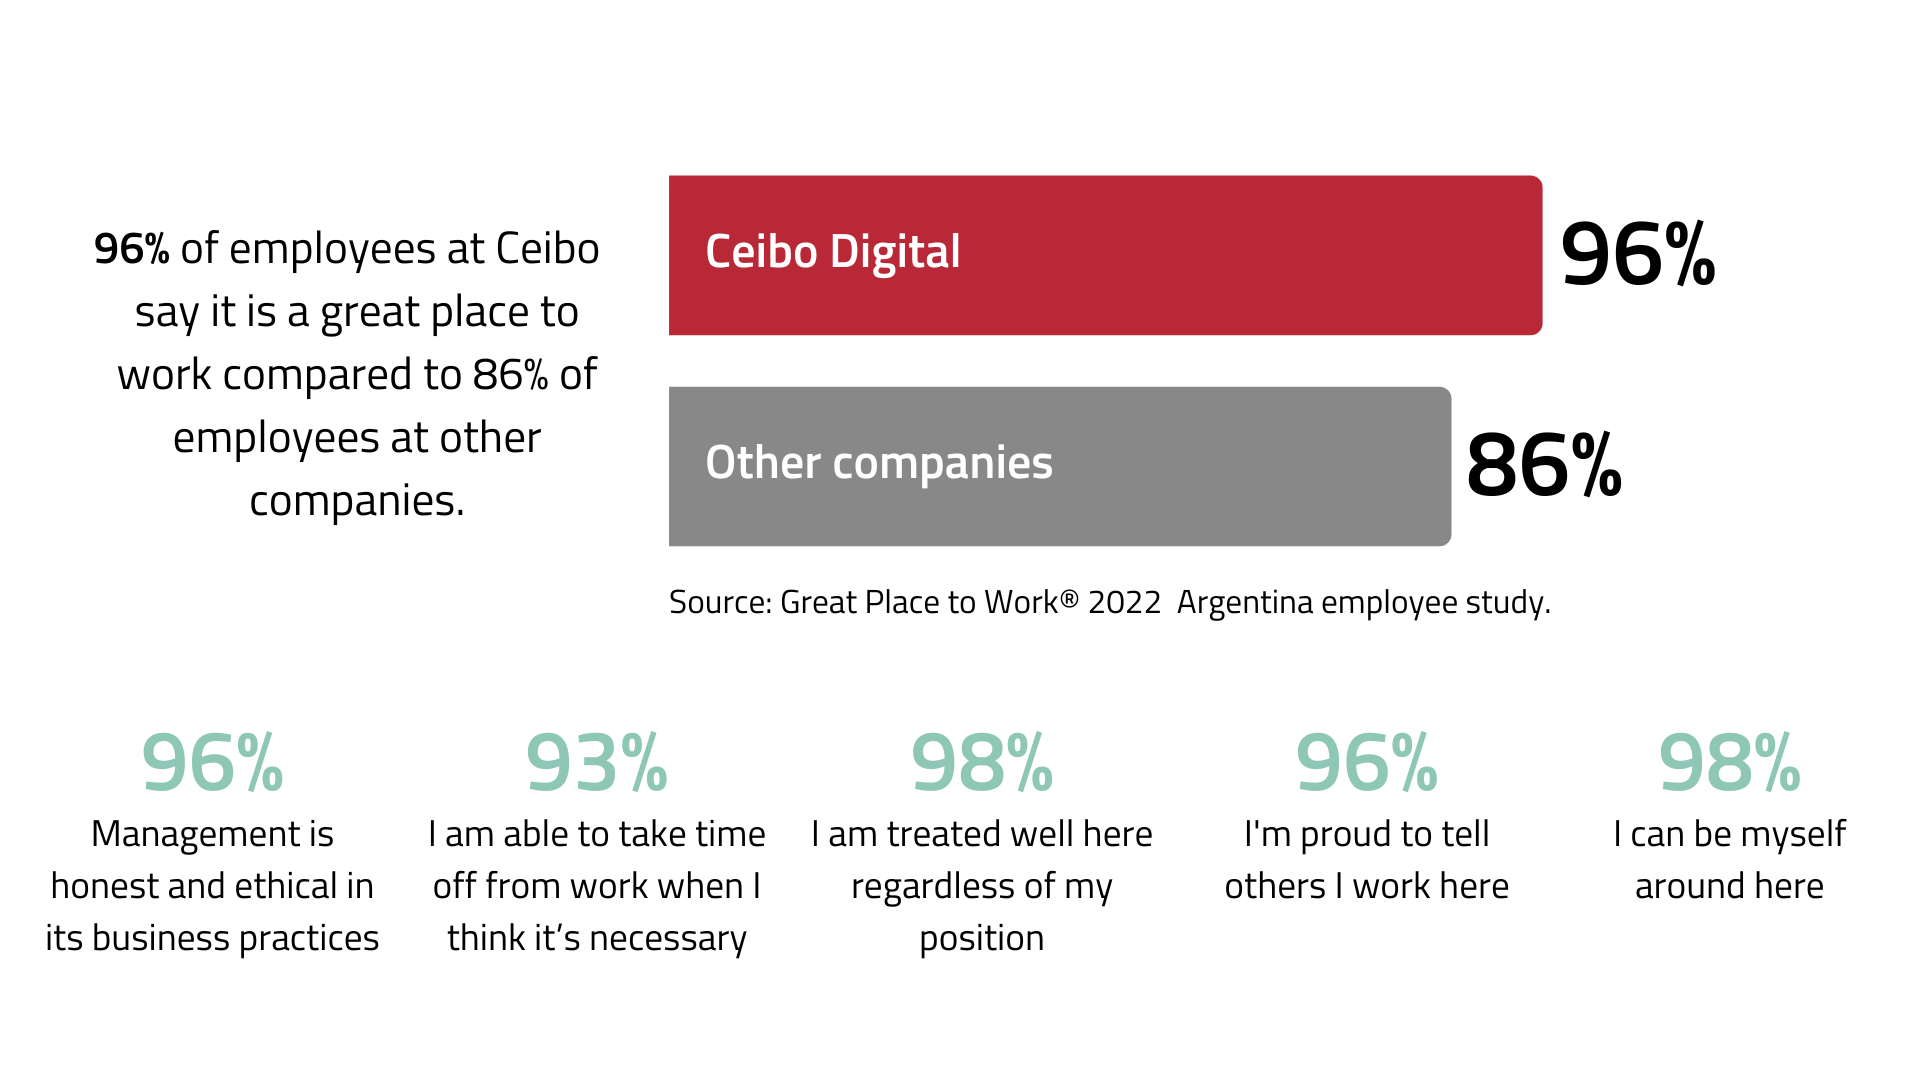 96% of employees at Ceibo
say it is a great place to
work compared to 86% of
employees at other
companies.
Ceibo Digital
96%
Other companies
86%
Source: Great Place to Work® 2022  Argentina employee study.
96%
Management is
honest and ethical in
its business practices
93%
I am able to take time
off from work when I
think it’s necessary
98%
I am treated well here
regardless of my
position
96%
I'm proud to tell
others I work here
98%
I can be myself
around here